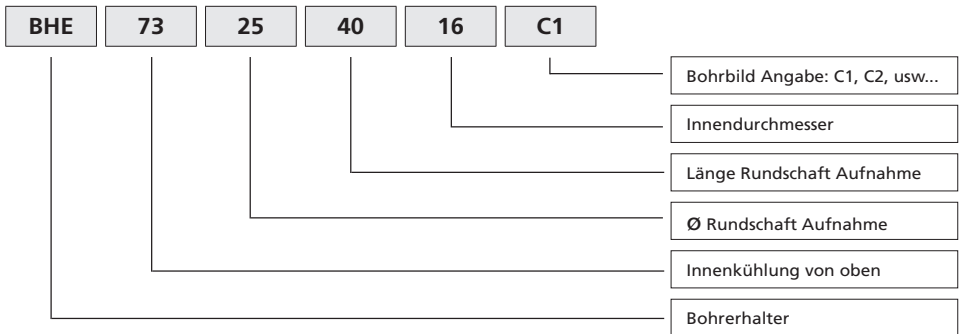 BHE 73 25 40 16 C1
Bohrbild Angabe: C1, C2, usw...
Innendurchmesser
Länge Rundschaft Aufnahme
Ø Rundschaft Aufnahme
Innenkühlung von oben
Bohrerhalter